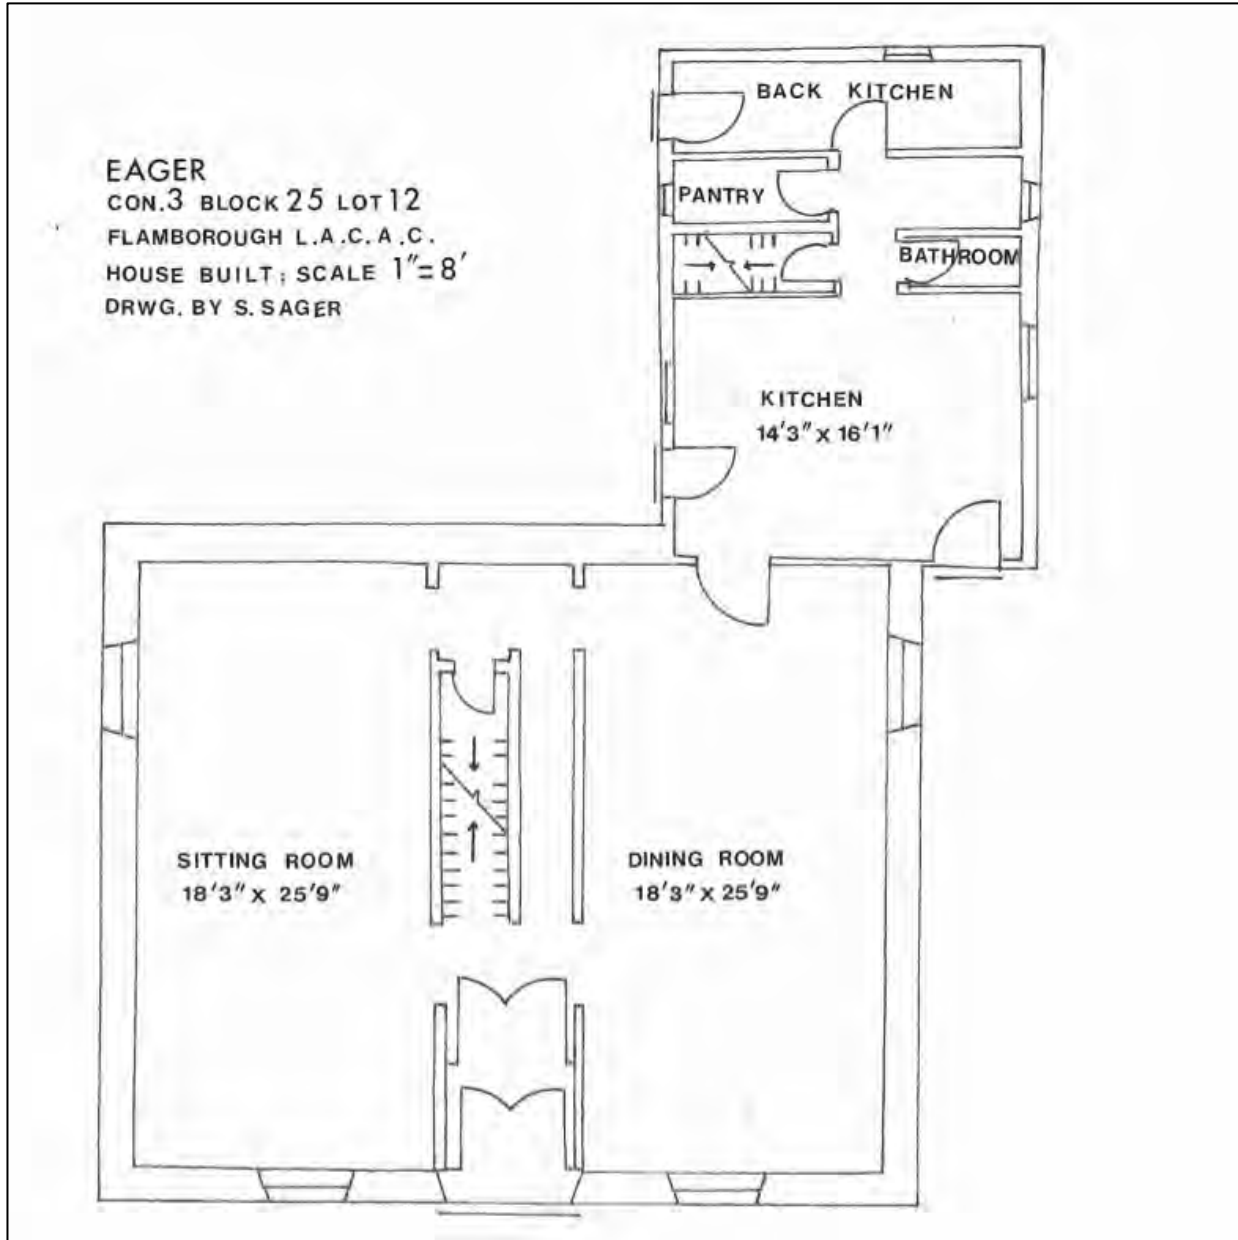 EAGER
CON.3 BLOCK 25 LOT 12
FLAMBOROUGH L.A.C.A.C.
HOUSE BUILT; SCALE 1"=8'
DRWG. BY S. SAGER
BACK KITCHEN
PANTRY
BATHROOM
KITCHEN
14'3" x 16'1"
SITTING ROOM
18'3" x 25'9"
DINING ROOM
18'3" x 25'9"